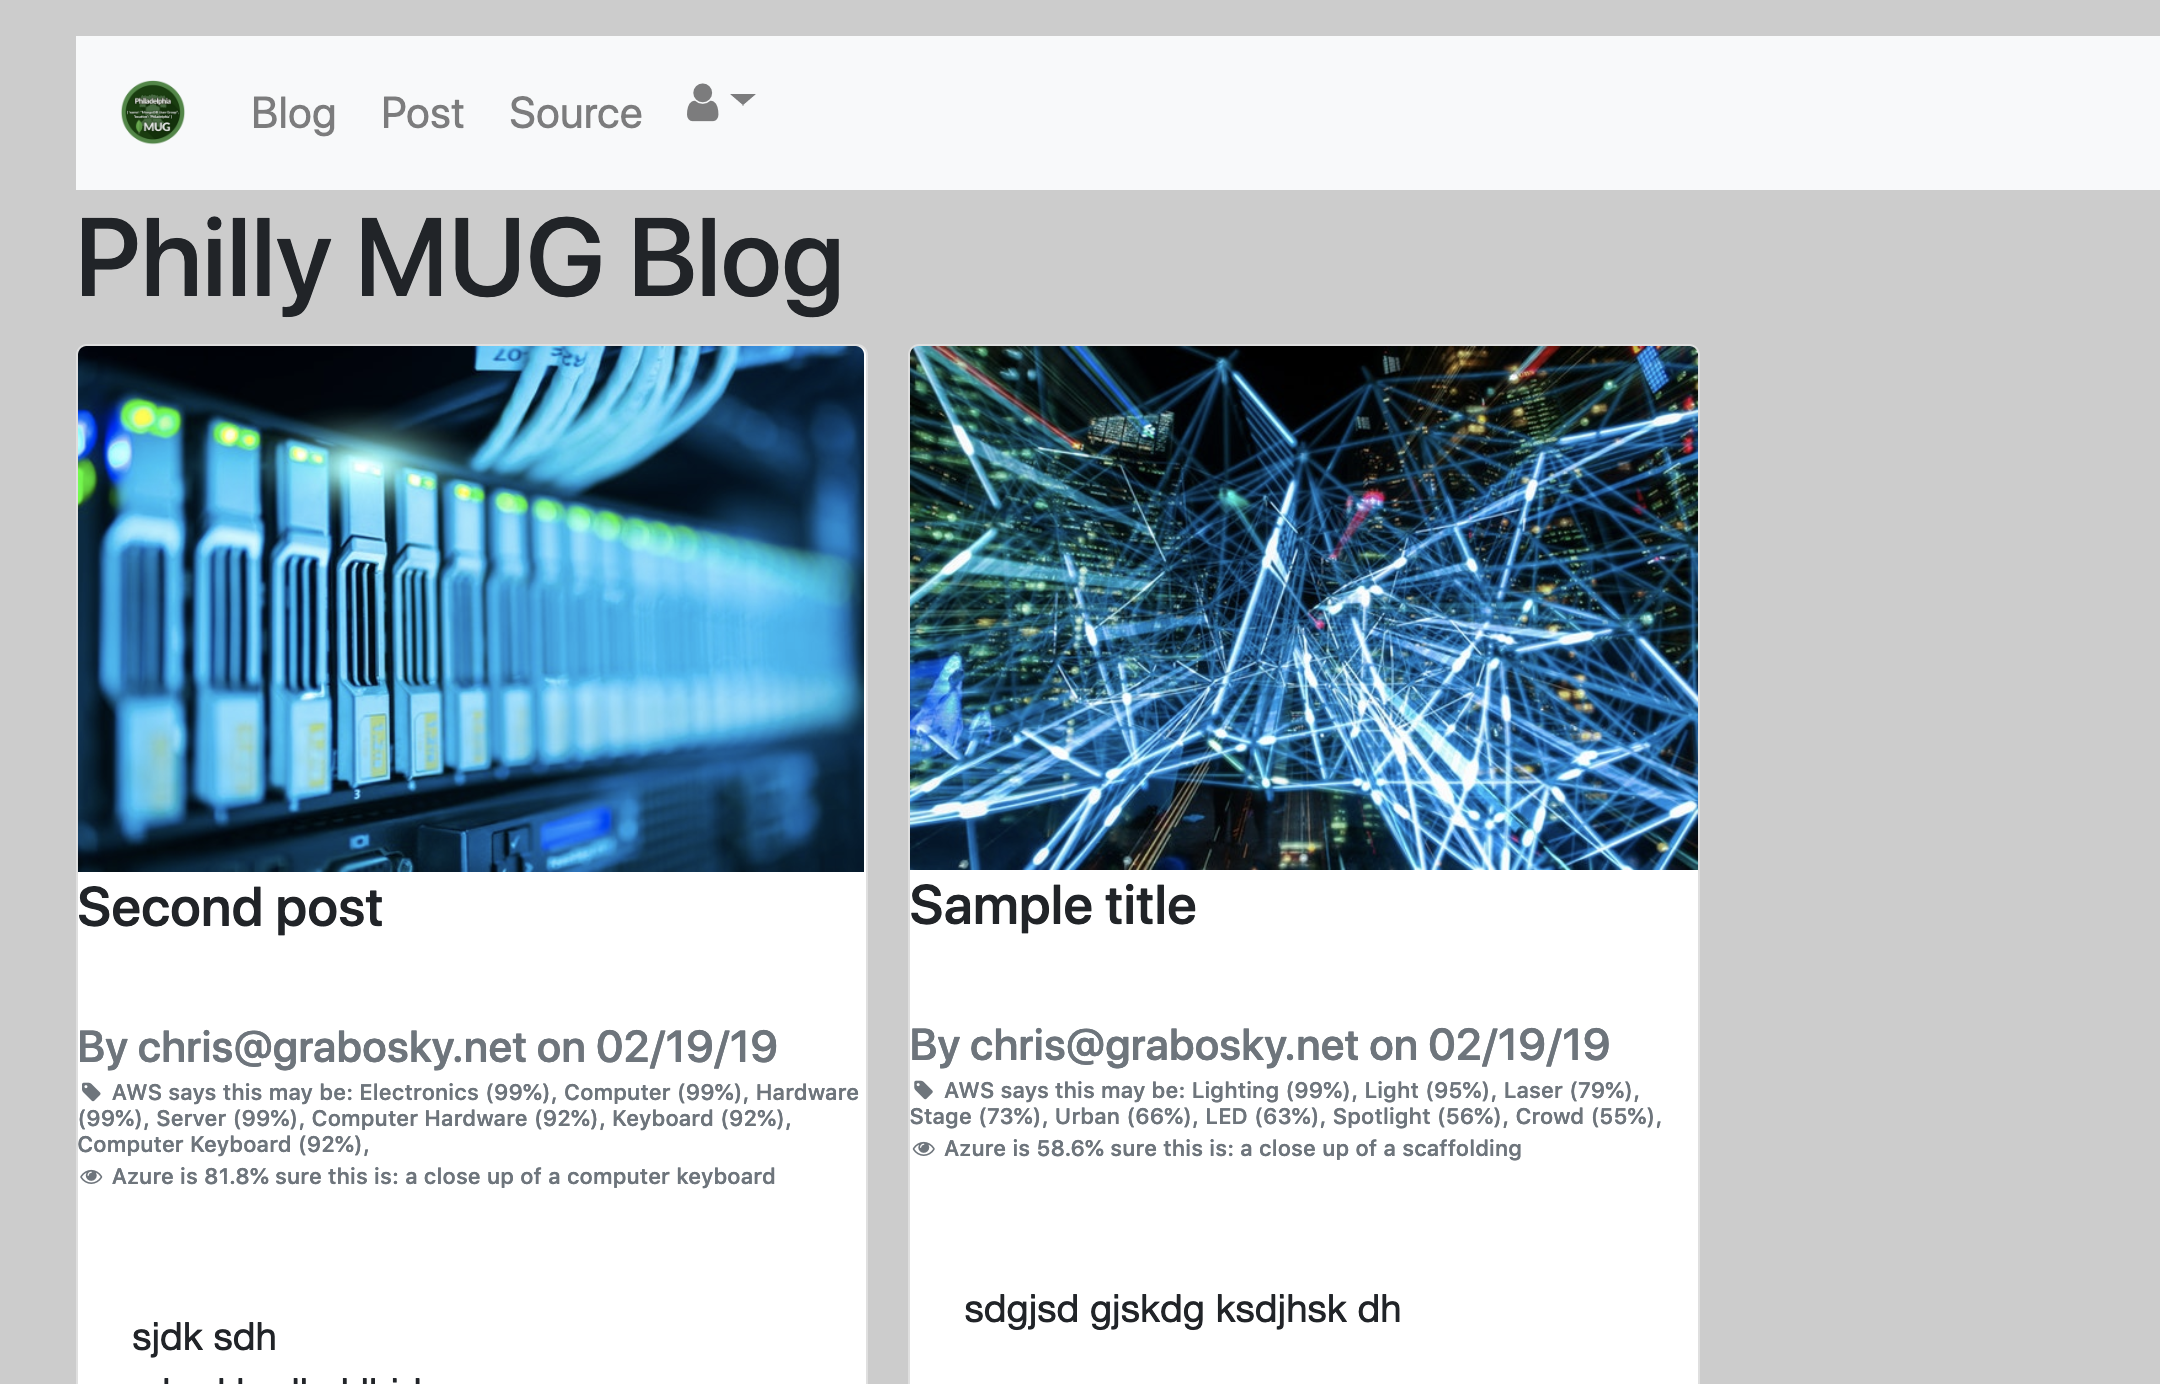 Philadelphia
MUG
Blog Post Source
Philly MUG Blog
Second post
By chris@grabosky.net on 02/19/19
AWS says this may be: Electronics (99%), Computer (99%), Hardware
(99%), Server (99%), Computer Hardware (92%), Keyboard (92%),
Computer Keyboard (92%),
Azure is 81.8% sure this is: a close up of a computer keyboard
sjdk sdh
Sample title
By chris@grabosky.net on 02/19/19
AWS says this may be: Lighting (99%), Light (95%), Laser (79%),
Stage (73%), Urban (66%), LED (63%), Spotlight (56%), Crowd (55%),
Azure is 58.6% sure this is: a close up of a scaffolding
sdgjsd gjskdg ksdjhsk dh